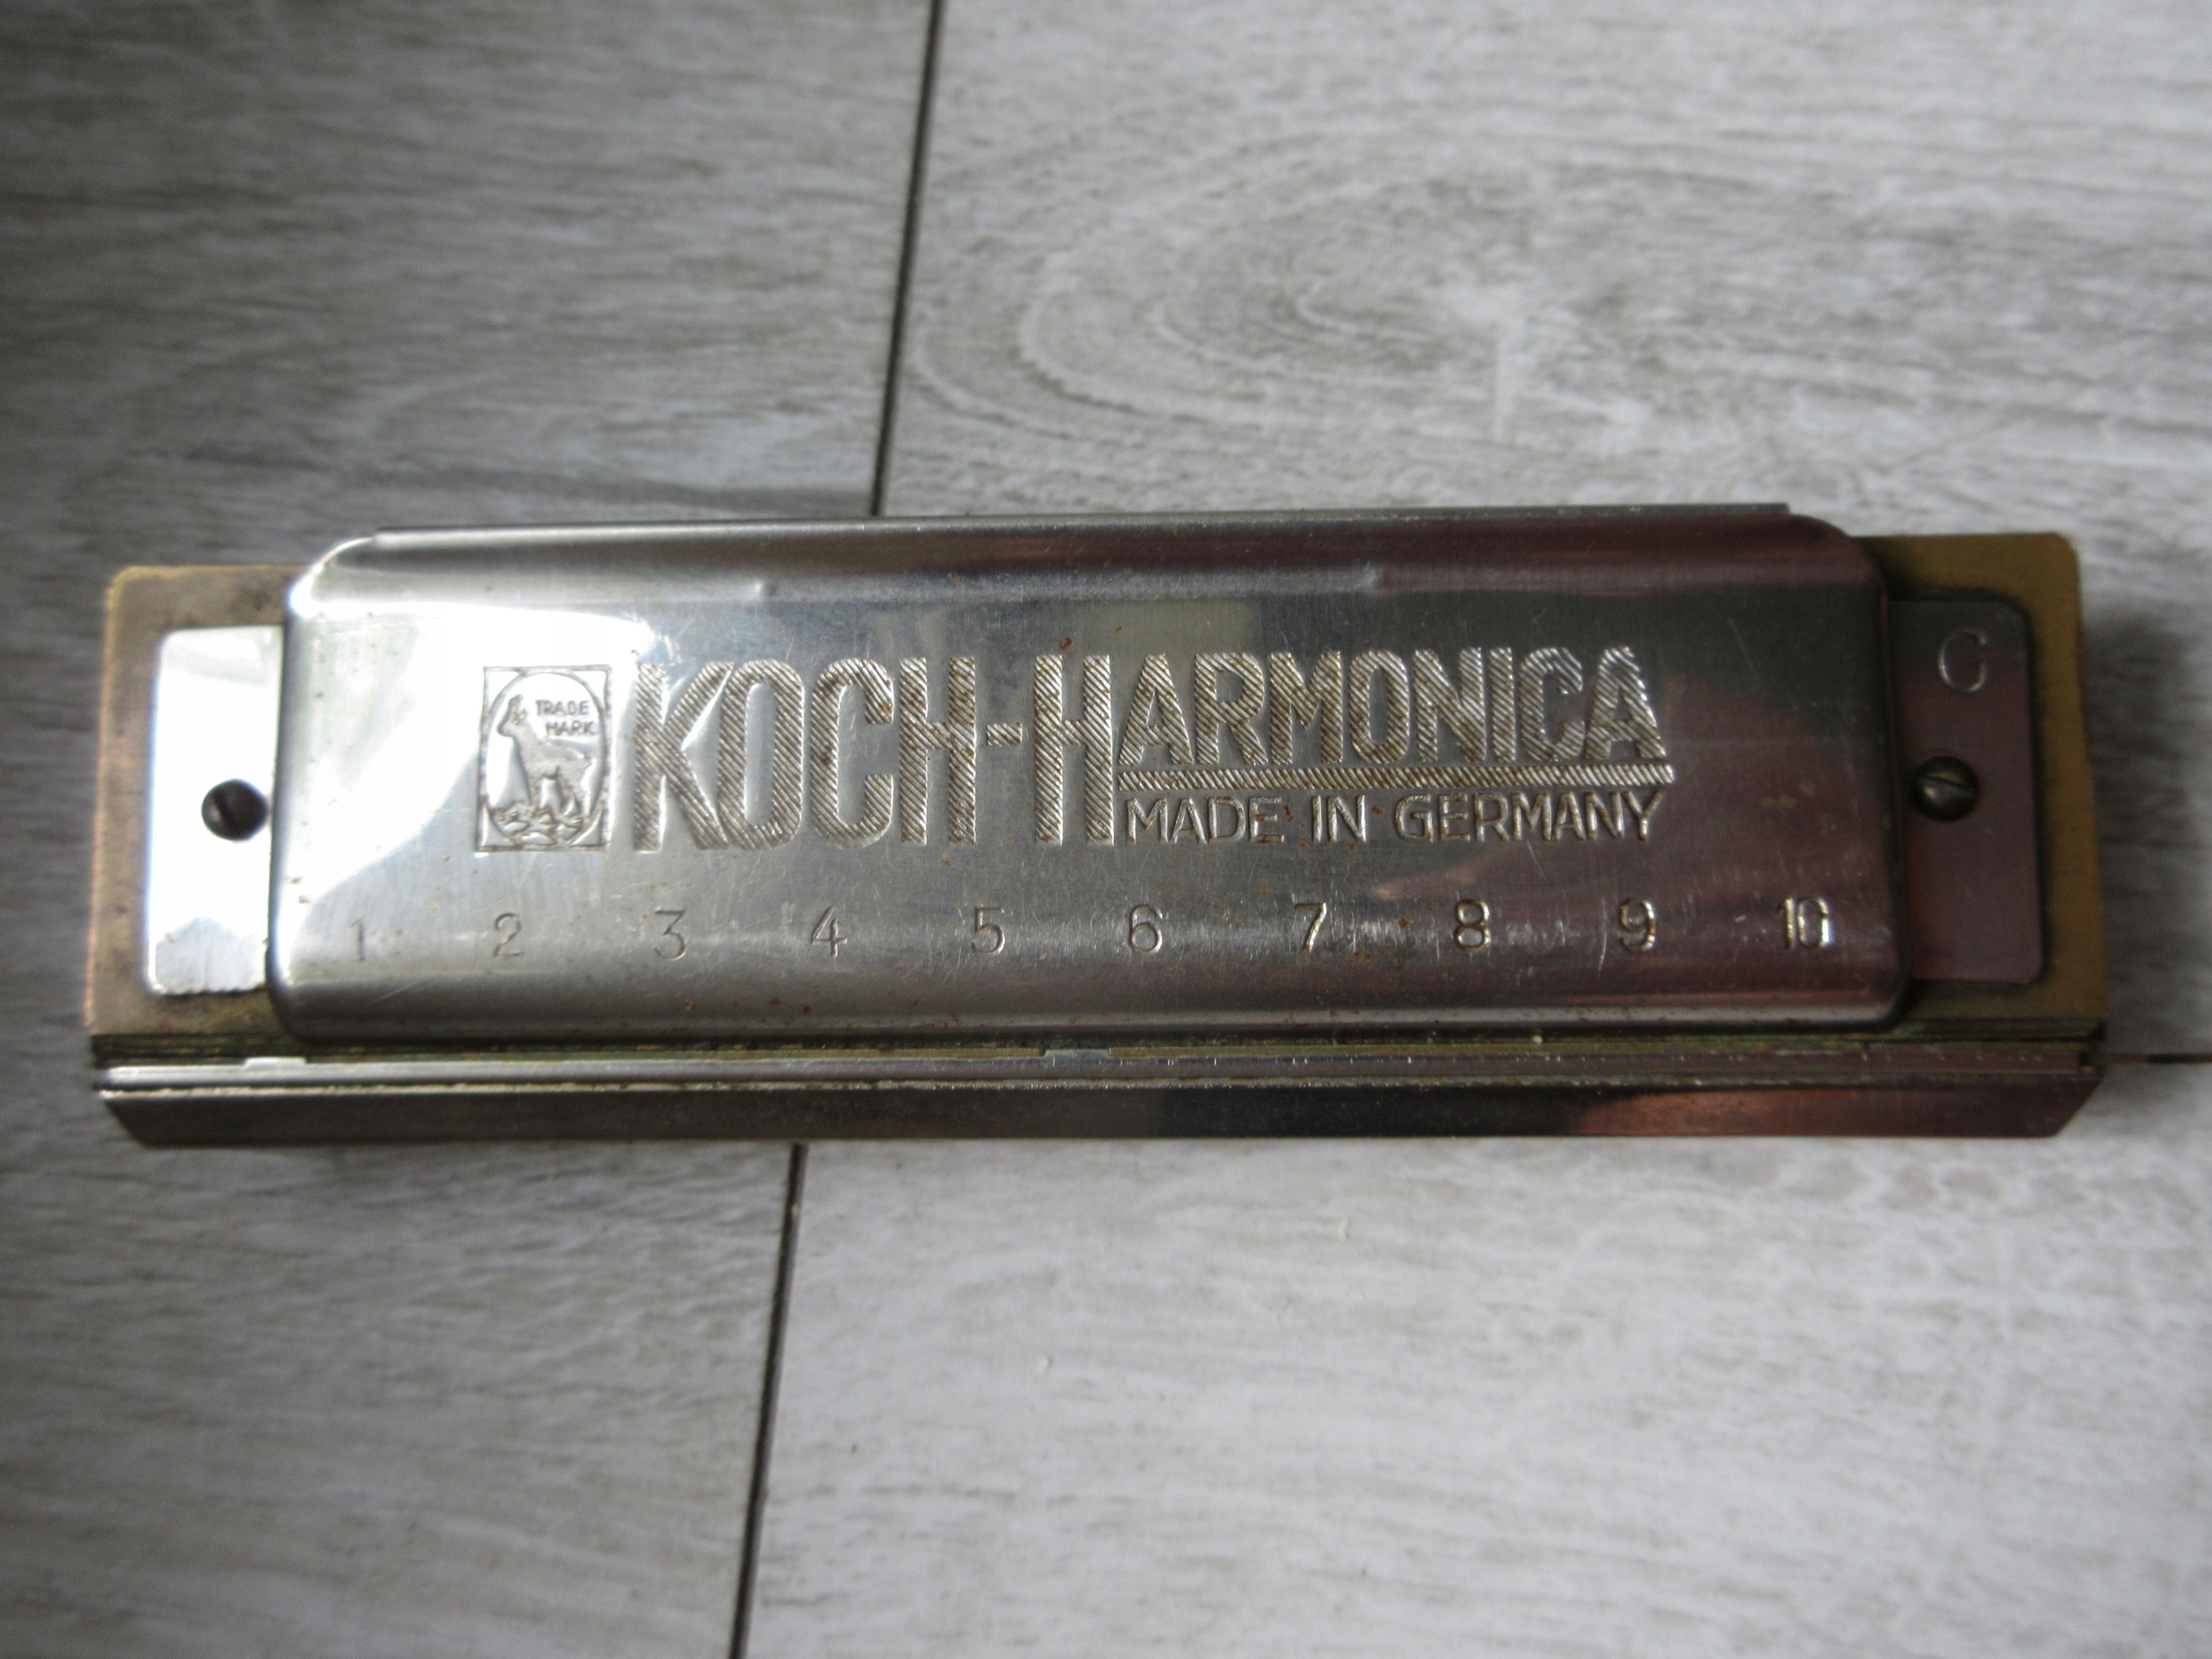 TRADE
MARK
KOCH-HARMONICA
MADE IN GERMANY
1 2 3 4 5 6 7 8 9 10